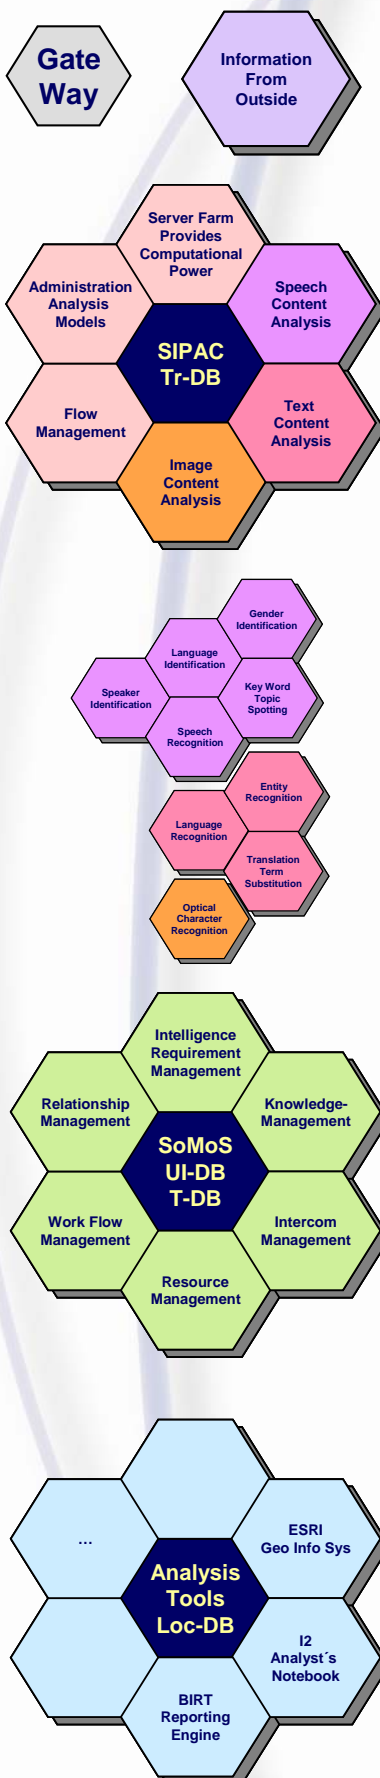 Gate
Way
Information
From
Outside
Server Farm
Provides
Computational
Power
Administration
Analysis
Models
Speech
Content
Analysis
SIPAC
Tr-DB
Flow
Management
Text
Content
Analysis
Image
Content
Analysis
Gender
Identification
Language
Identification
Speaker
Identification
Key Word
Topic
Spotting
Speech
Recognition
Entity
Recognition
Language
Recognition
Translation
Term
Substitution
Optical
Character
Recognition
Intelligence
Requirement
Management
Relationship
Management
Knowledge-
Management
SoMoS
UI-DB
T-DB
Work Flow
Management
Intercom
Management
Resource
Management
...
ESRI
Geo Info Sys
Analysis
Tools
Loc-DB
I2
Analyst´s
Notebook
BIRT
Reporting
Engine